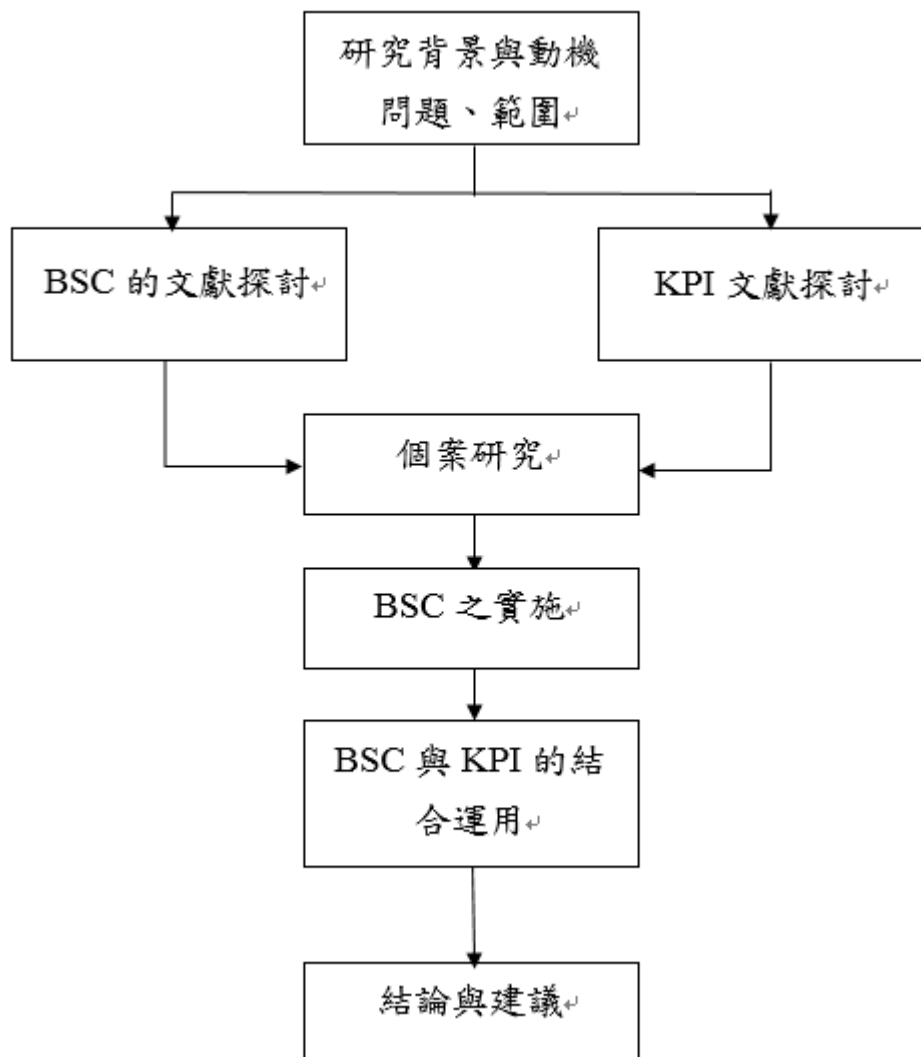 研究背景與動機
問題、範圍↵
BSC 的文獻探討↵
KPI 文獻探討↵
個案研究↵
BSC 之實施↵
BSC 與 KPI 的結
合運用↵
結論與建議↵